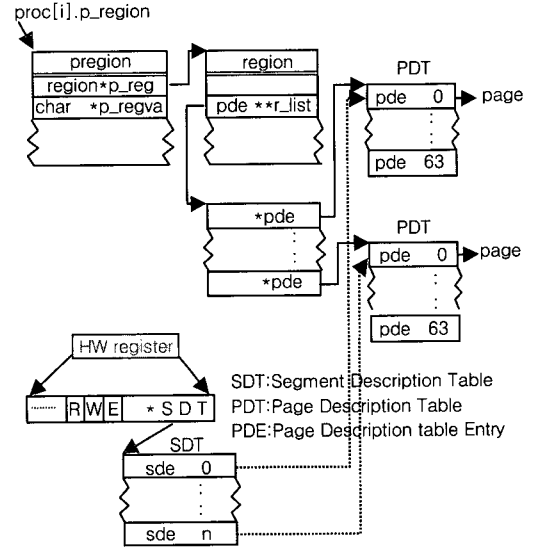 proc[i].p_region
pregion
region*p_reg
char *p_regva
region
pde **r_list
PDT
pde 0
page
pde 63
*pde
*pde
PDT
pde 0
page
pde 63
HW register
R W E * S D T
SDT:Segment Description Table
PDT:Page Description Table
PDE:Page Description table Entry
SDT
sde 0
sde n